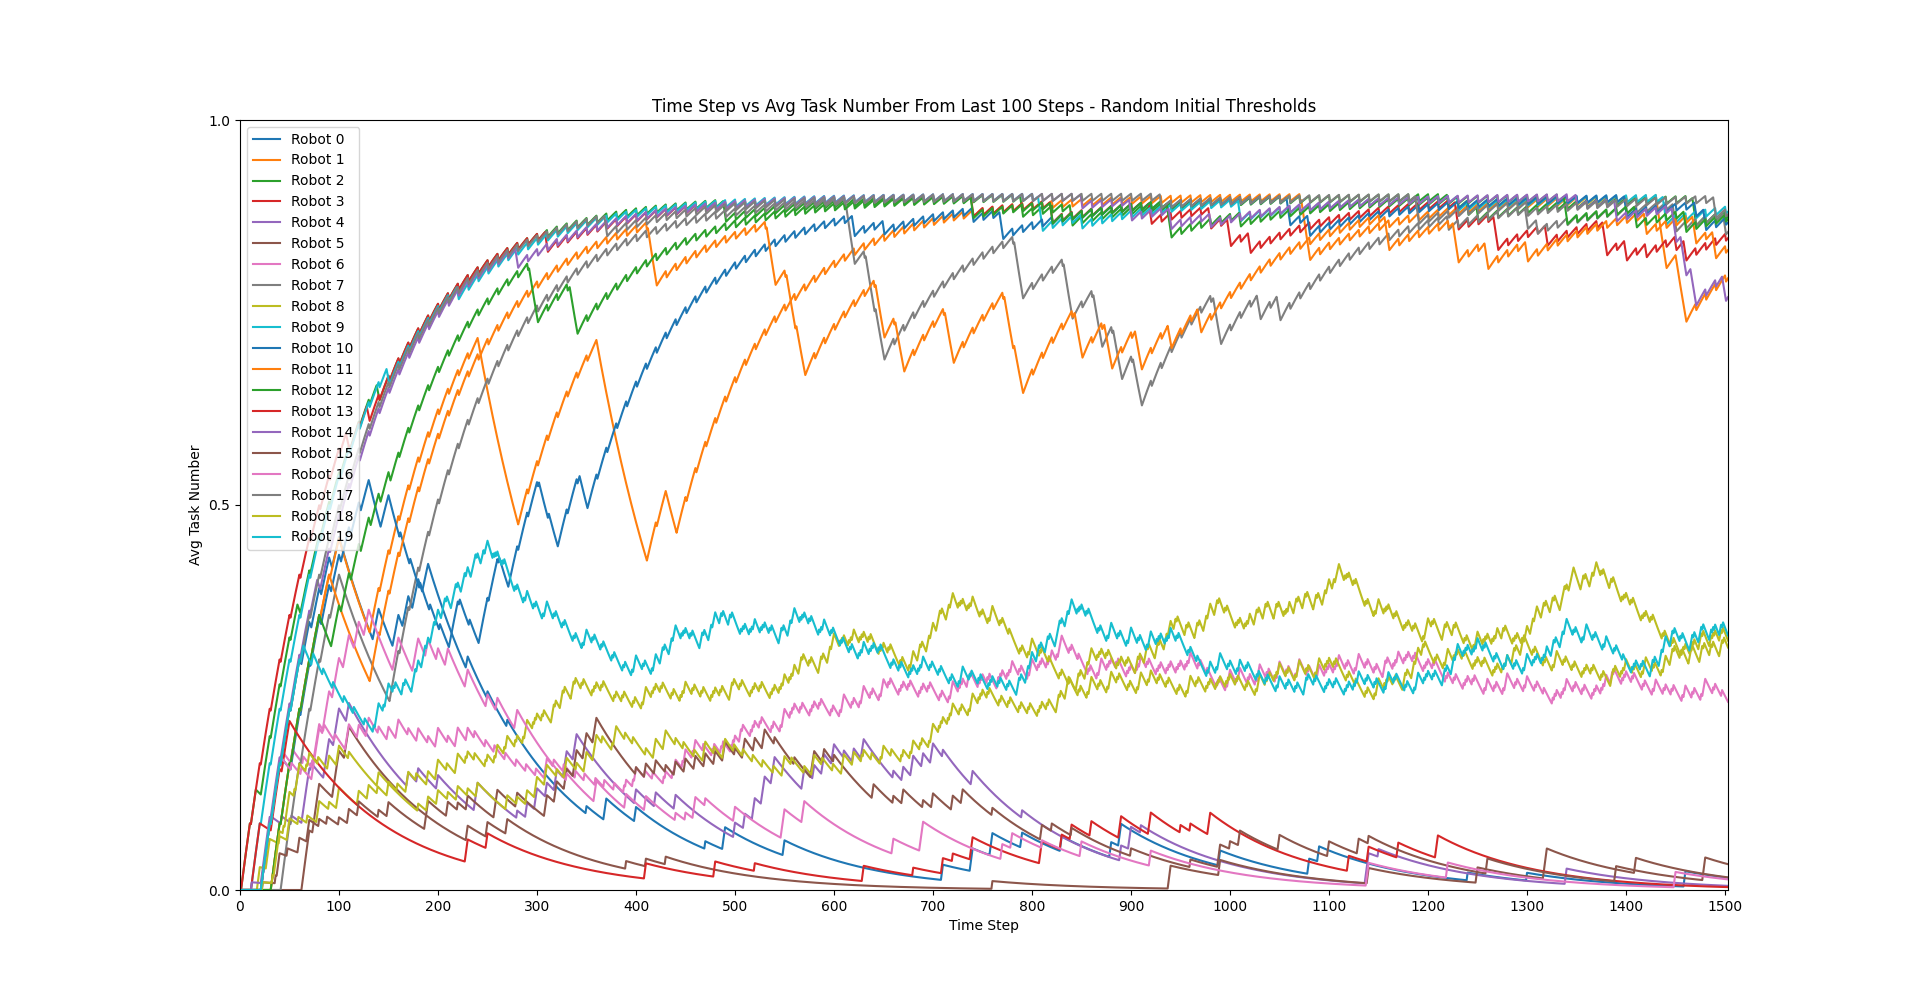 Time Step vs Avg Task Number From Last 100 Steps - Random Initial Thresholds
1.0
0.5
0.0
Avg Task Number
Robot 0
Robot 1
Robot 2
Robot 3
Robot 4
Robot 5
Robot 6
Robot 7
Robot 8
Robot 9
Robot 10
Robot 11
Robot 12
Robot 13
Robot 14
Robot 15
Robot 16
Robot 17
Robot 18
Robot 19
0 100 200 300 400 500 600 700 800 900 1000 1100 1200 1300 1400 1500
Time Step